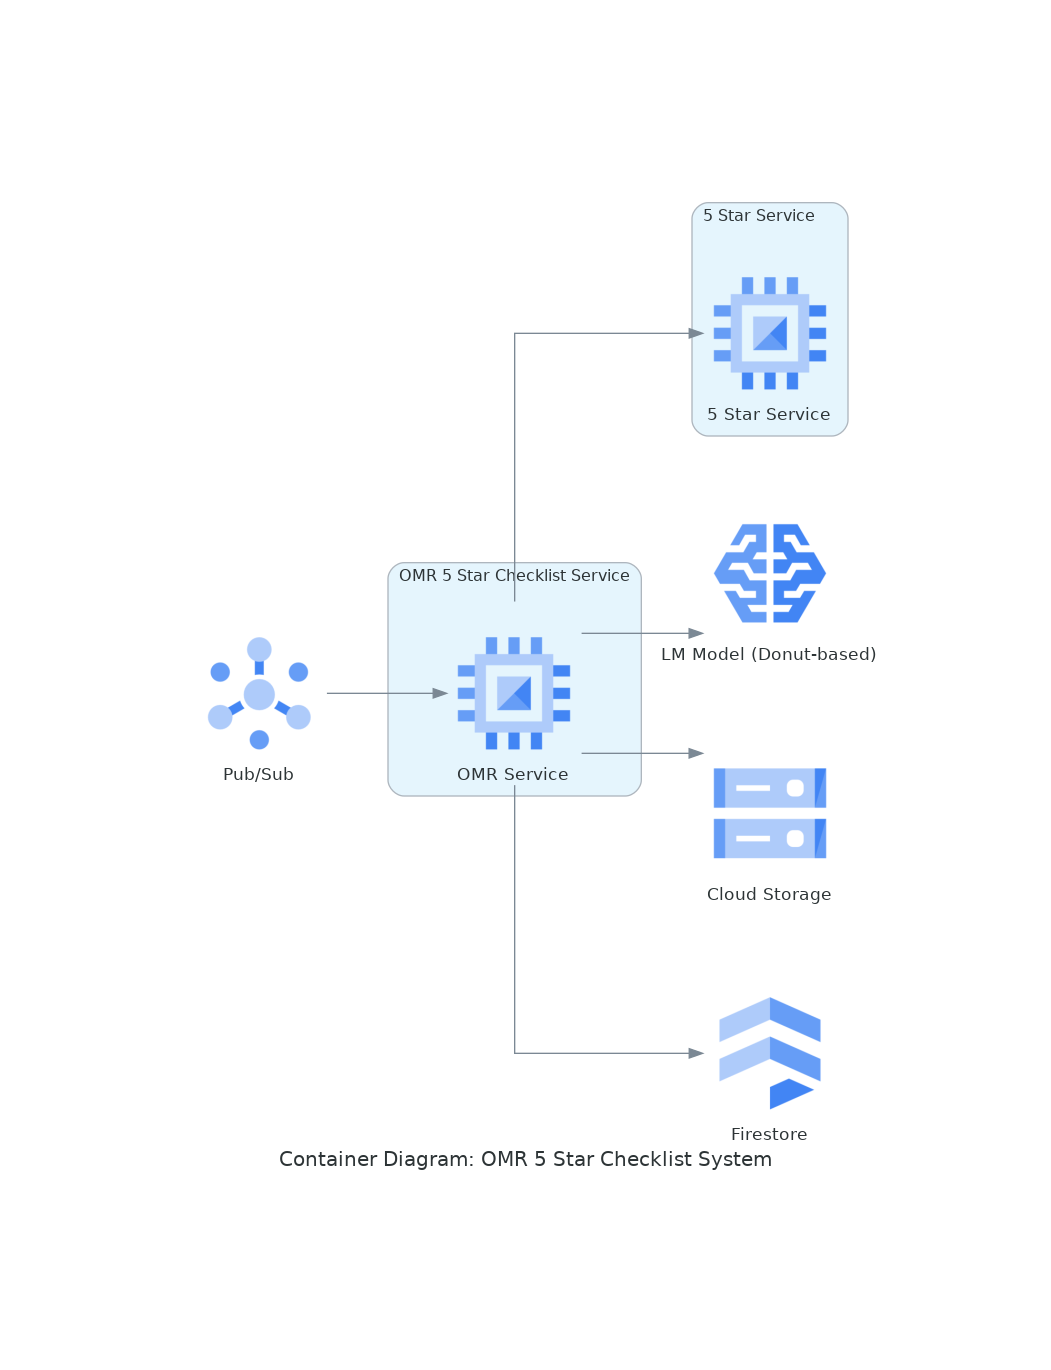 5 Star Service
5 Star Service
OMR 5 Star Checklist Service
LM Model (Donut-based)
Pub/Sub
OMR Service
Cloud Storage
Firestore
Container Diagram: OMR 5 Star Checklist System